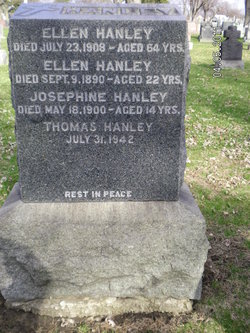 ELLEN HANLEY
DIED JULY 23, 1908 - AGED 64 YRS.
ELLEN HANLEY
DIED SEPT. 9, 1890 - AGED 22 YRS.
JOSEPHINE HANLEY
DIED MAY 18, 1900 - AGED 14 YRS.
THOMAS HANLEY
JULY 31, 1942
REST IN PEACE